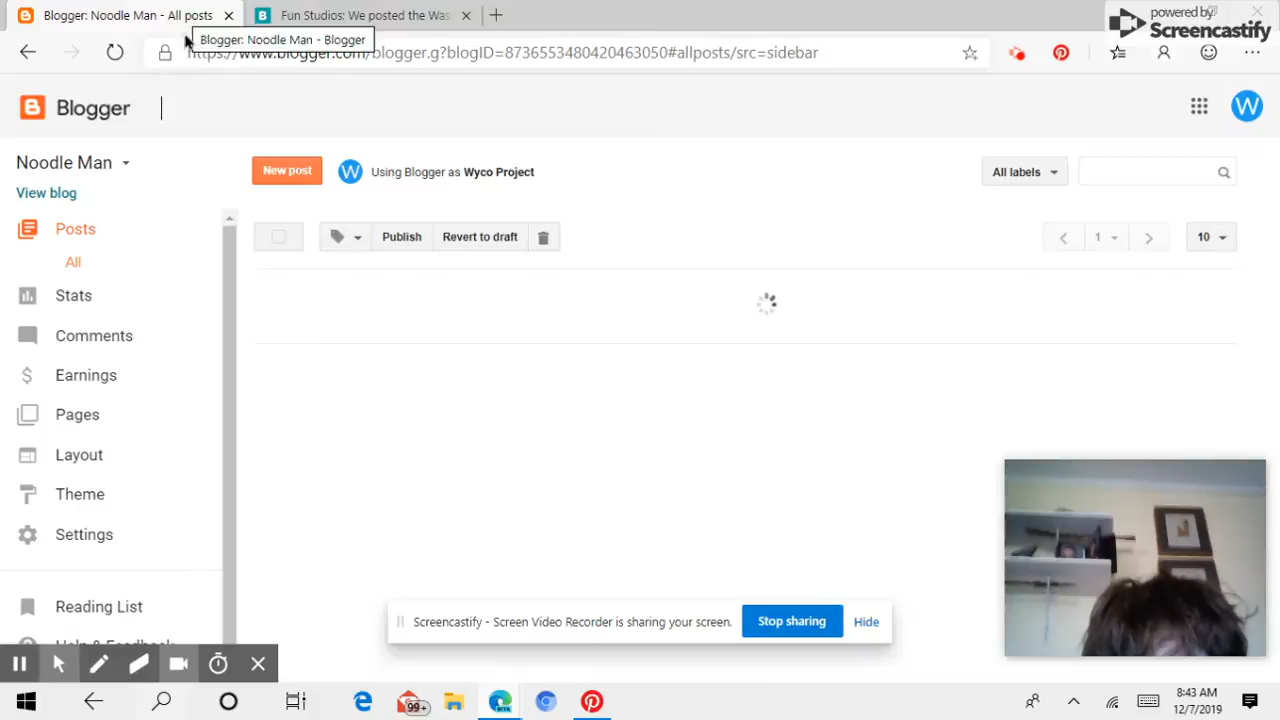 Blogger: Noodle Man - All posts
Fun Studios: We posted the Was
powered by
Screencastify
Blogger: Noodle Man - Blogger
https://www.blogger.com/blogger.g?blogID=8736553480420463050#allposts/src=sidebar
Blogger
W
Noodle Man
New post
W
Using Blogger as Wyco Project
All labels
View blog
Posts
Publish
Revert to draft
1
10
All
Stats
Comments
Earnings
Pages
Layout
Theme
Settings
Reading List
Help & Feedback
Screencastify - Screen Video Recorder is sharing your screen.
Stop sharing
Hide
99+
8:43 AM
12/7/2019